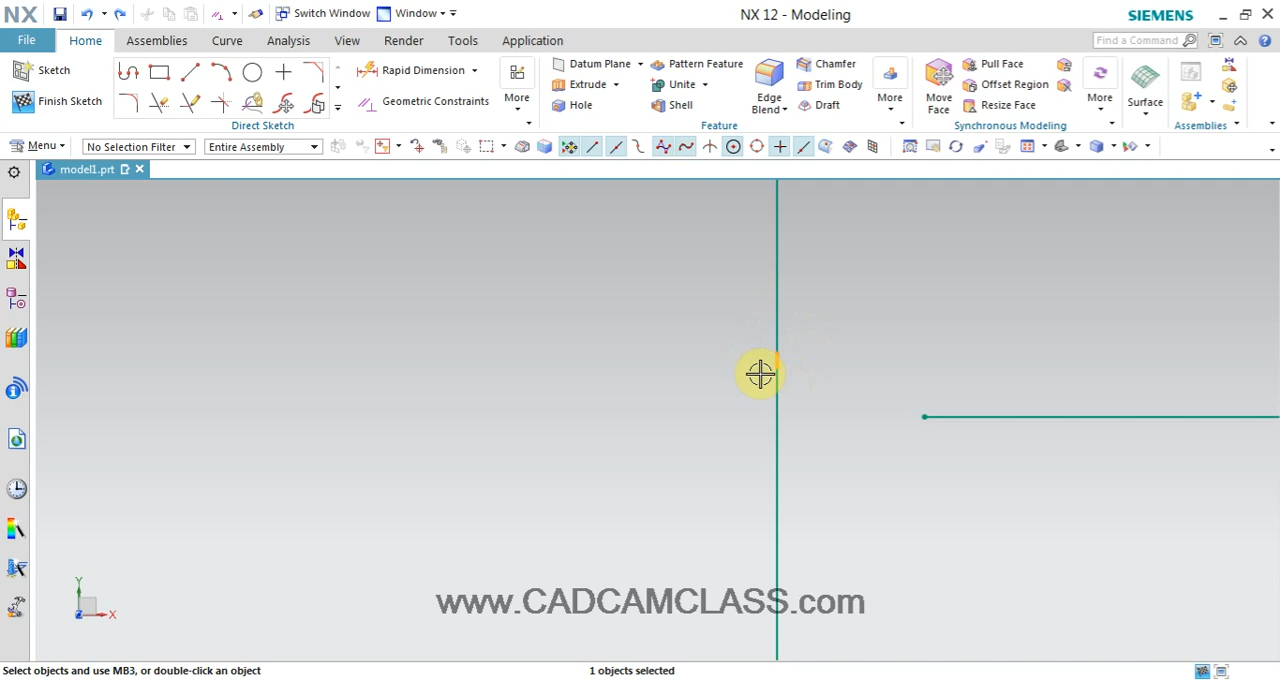 NX
Switch Window
Window
NX 12 - Modeling
SIEMENS
File
Home
Assemblies
Curve
Analysis
View
Render
Tools
Application
Find a Command
Sketch
Finish Sketch
Direct Sketch
Rapid Dimension
Geometric Constraints
More
Datum Plane
Extrude
Hole
Pattern Feature
Unite
Shell
Edge
Blend
Chamfer
Trim Body
Draft
More
Feature
Move
Face
Pull Face
Offset Region
Resize Face
More
Synchronous Modeling
Surface
Assemblies
Menu
No Selection Filter
Entire Assembly
model1.prt
Y
X
www.CADCAMCLASS.com
Select objects and use MB3, or double-click an object
1 objects selected